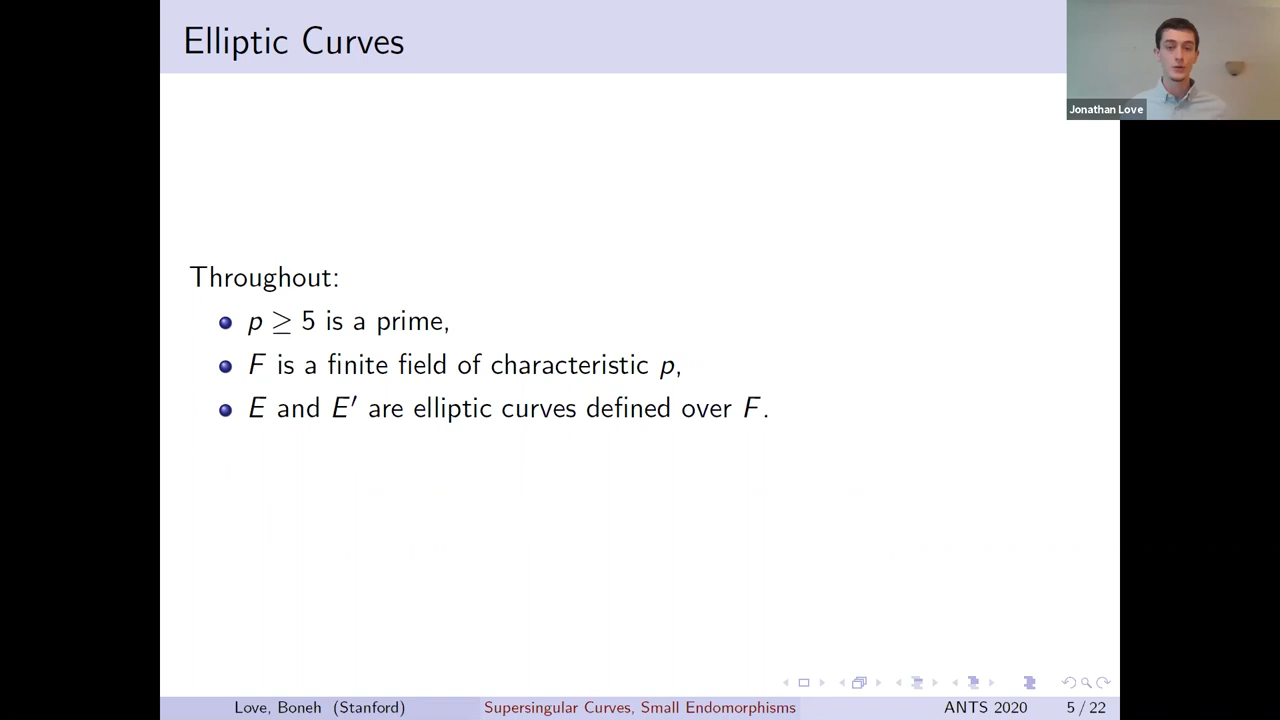 Elliptic Curves
Jonathan Love
Throughout:
p ≥ 5 is a prime,
F is a finite field of characteristic p,
E and E′ are elliptic curves defined over F.
Love, Boneh (Stanford) Supersingular Curves, Small Endomorphisms ANTS 2020 5 / 22